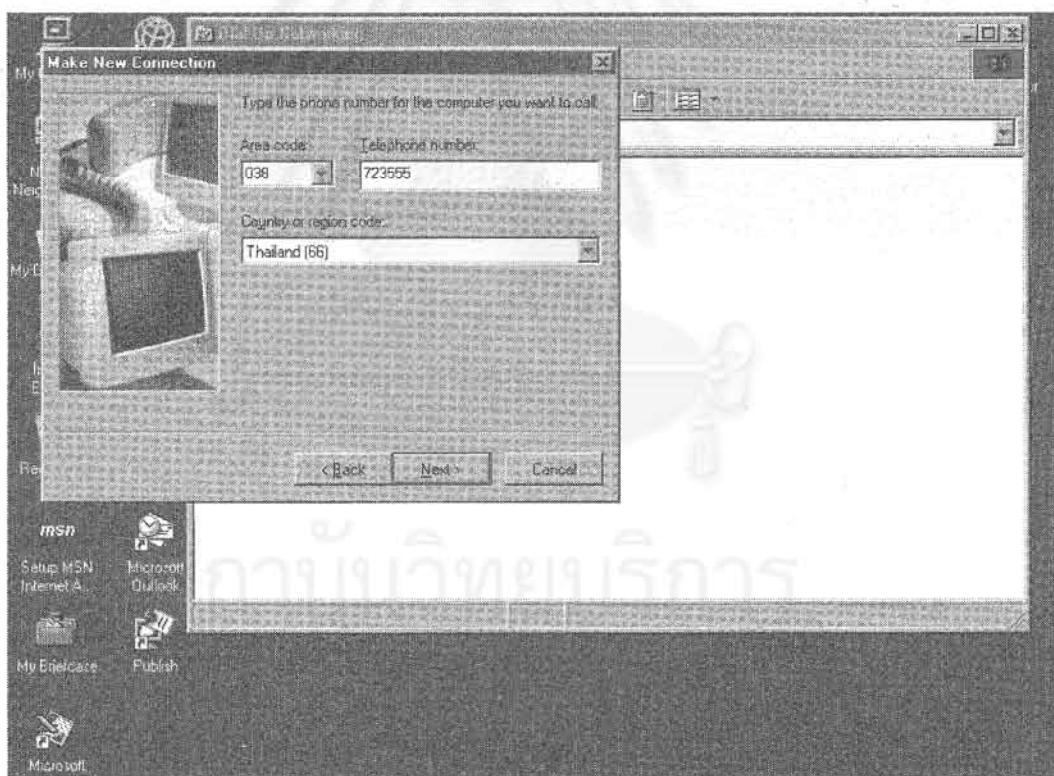 Make New Connection
Type the phone number for the computer you want to call:
Area code:
Telephone number:
038
723555
Country or region code:
Thailand (66)
< Back
Next >
Cancel
msn
Setup MSN
Internet A...
Microsoft
Outlook
My Briefcase
Publish
Microsoft